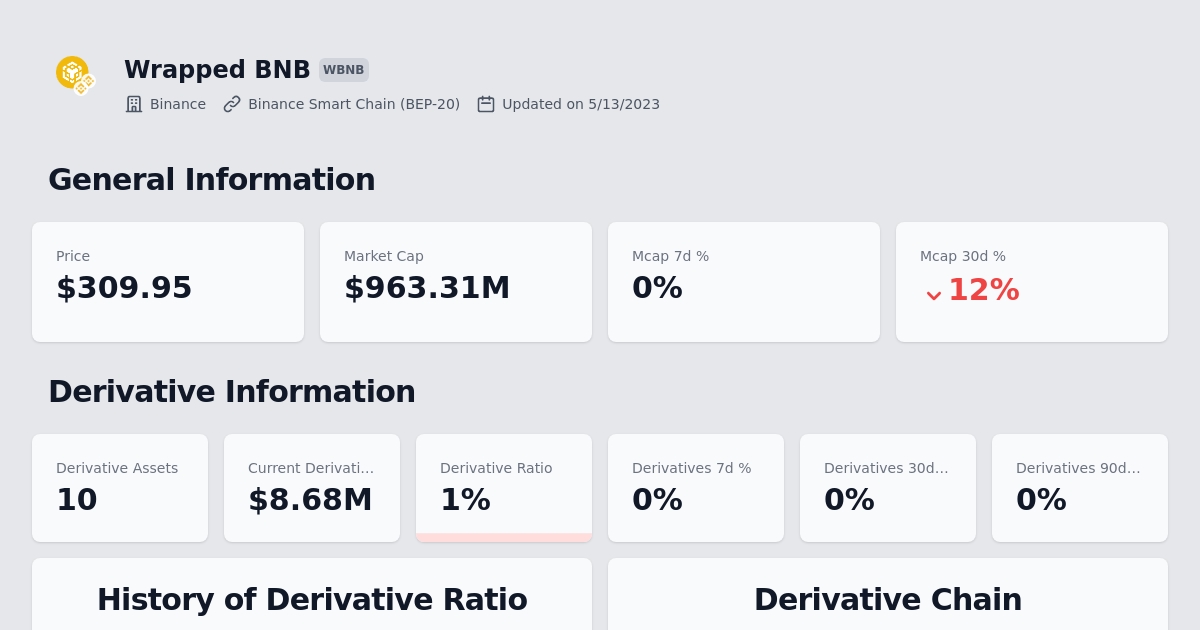 Wrapped BNB WBNB
Binance Binance Smart Chain (BEP-20) Updated on 5/13/2023
General Information
Price Market Cap Mcap 7d % Mcap 30d %
$309.95 $963.31M 0% 12%
Derivative Information
Derivative Assets Current Derivati... Derivative Ratio Derivatives 7d % Derivatives 30d... Derivatives 90d...
10 $8.68M 1% 0% 0% 0%
History of Derivative Ratio Derivative Chain